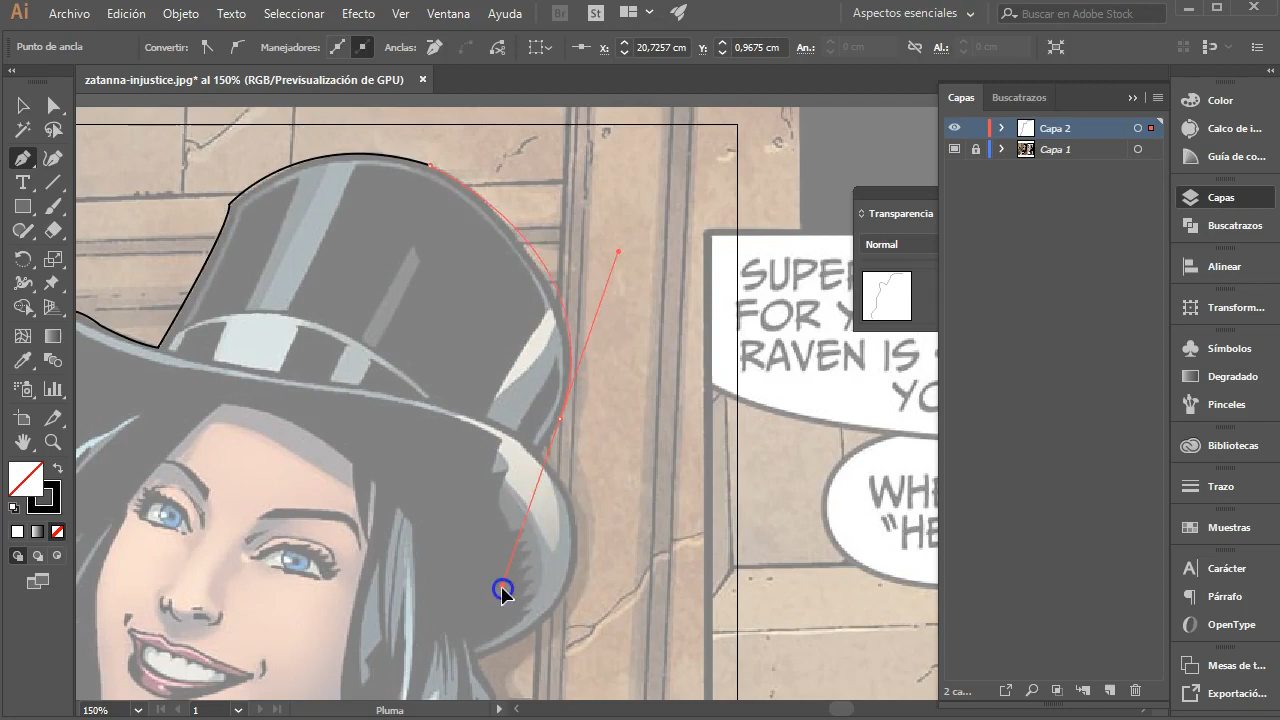 Ai Archivo Edición Objeto Texto Seleccionar Efecto Ver Ventana Ayuda Br St Aspectos esenciales Buscar en Adobe Stock
Punto de ancla Convertir: Manejadores: Anclas: X: 20,7257 cm Y: 0,9675 cm An.: 0 cm Al.: 0 cm
zatanna-injustice.jpg* al 150% (RGB/Previsualización de GPU) ×
Capas Buscatrazos
Capa 2
Capa 1
Transparencia
Normal
SUPER
FOR Y
RAVEN IS
YO
WHE
"HE
Color
Calco de i...
Guía de co...
Capas
Buscatrazos
Alinear
Transform...
Símbolos
Degradado
Pinceles
Bibliotecas
Trazo
Muestras
Carácter
Párrafo
OpenType
Mesas de t...
Exportació...
2 ca...
150% 1 Pluma